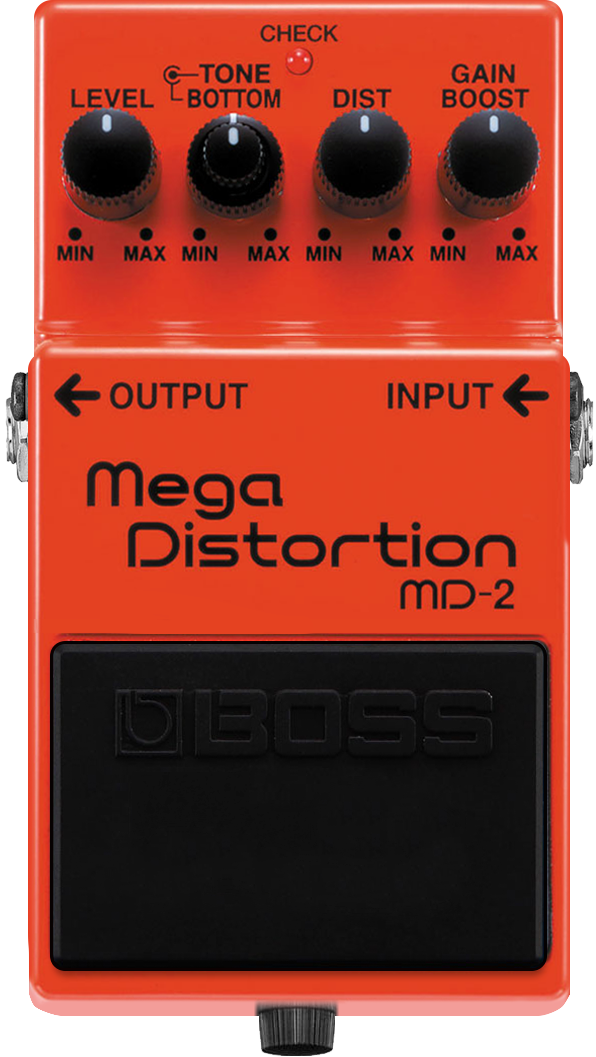 CHECK
TONE
GAIN
LEVEL BOTTOM DIST BOOST
MIN MAX MIN MAX MIN MAX MIN MAX
OUTPUT INPUT
Mega
Distortion
MD-2
BOSS